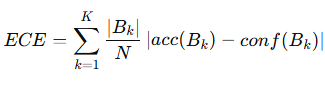 ECE = \sum_{k=1}^{K} \frac{|B_k|}{N} |acc(B_k) − conf(B_k)|